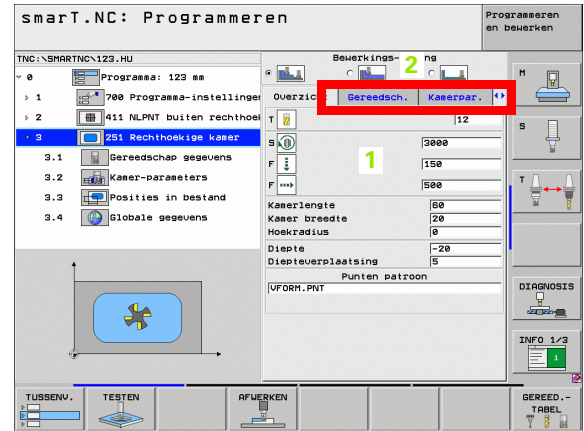 smarT.NC: Programmeren
Programmeren
en bewerken
TNC:\SMARTNC\123.HU
0 Programma: 123 mm
1 700 Programma-instellinger
2 411 NLPNT buiten rechthoek
3 251 Rechthoekige kamer
3.1 Gereedschap gegevens
3.2 Kamer-parameters
3.3 Posities in bestand
3.4 Globale gegevens
Bewerkings- ng
2
Overzich Gereedsch. Kamerpar.
T 12
S 3000
F 150
F 500
1
Kamerlengte 60
Kamer breedte 20
Hoekradius 0
Diepte -20
Diepteverplaatsing 5
Punten patroon
VFORM.PNT
M
S
T
DIAGNOSIS
INFO 1/3
1
TUSSENV.
TESTEN
AFWERKEN
GEREED.-
TABEL